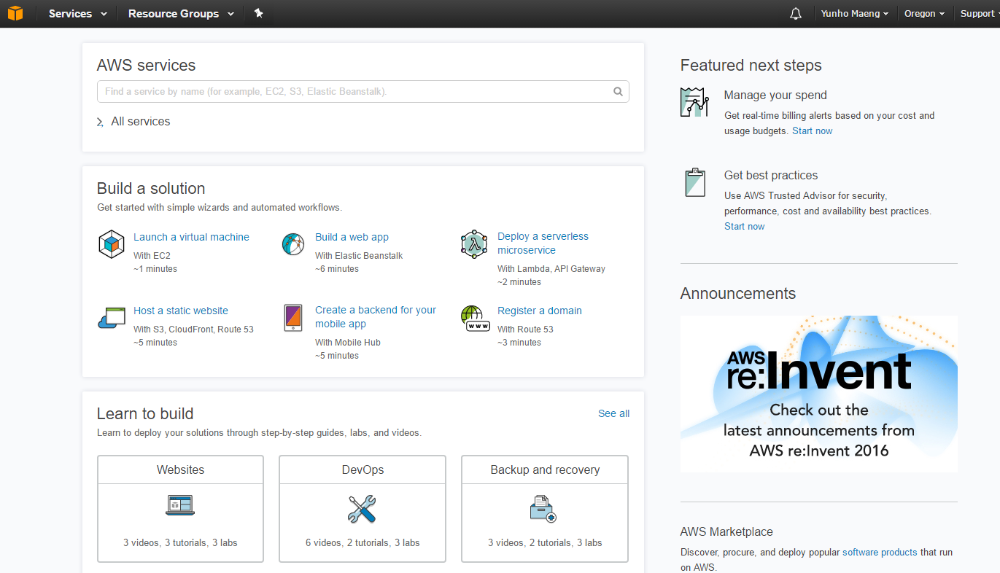 Services
Resource Groups
Yunho Maeng
Oregon
Support
AWS services
Find a service by name (for example, EC2, S3, Elastic Beanstalk).
All services
Build a solution
Get started with simple wizards and automated workflows.
Launch a virtual machine
With EC2
~1 minutes
Build a web app
With Elastic Beanstalk
~6 minutes
Deploy a serverless
microservice
With Lambda, API Gateway
~2 minutes
Host a static website
With S3, CloudFront, Route 53
~5 minutes
Create a backend for your
mobile app
With Mobile Hub
~5 minutes
www
Register a domain
With Route 53
~3 minutes
Learn to build
See all
Learn to deploy your solutions through step-by-step guides, labs, and videos.
Websites
3 videos, 3 tutorials, 3 labs
DevOps
6 videos, 2 tutorials, 3 labs
Backup and recovery
3 videos, 2 tutorials, 3 labs
Featured next steps
Manage your spend
Get real-time billing alerts based on your cost and
usage budgets. Start now
Get best practices
Use AWS Trusted Advisor for security,
performance, cost and availability best practices.
Start now
Announcements
AWS
re:Invent
Check out the
latest announcements from
AWS re:Invent 2016
AWS Marketplace
Discover, procure, and deploy popular software products that run
on AWS.